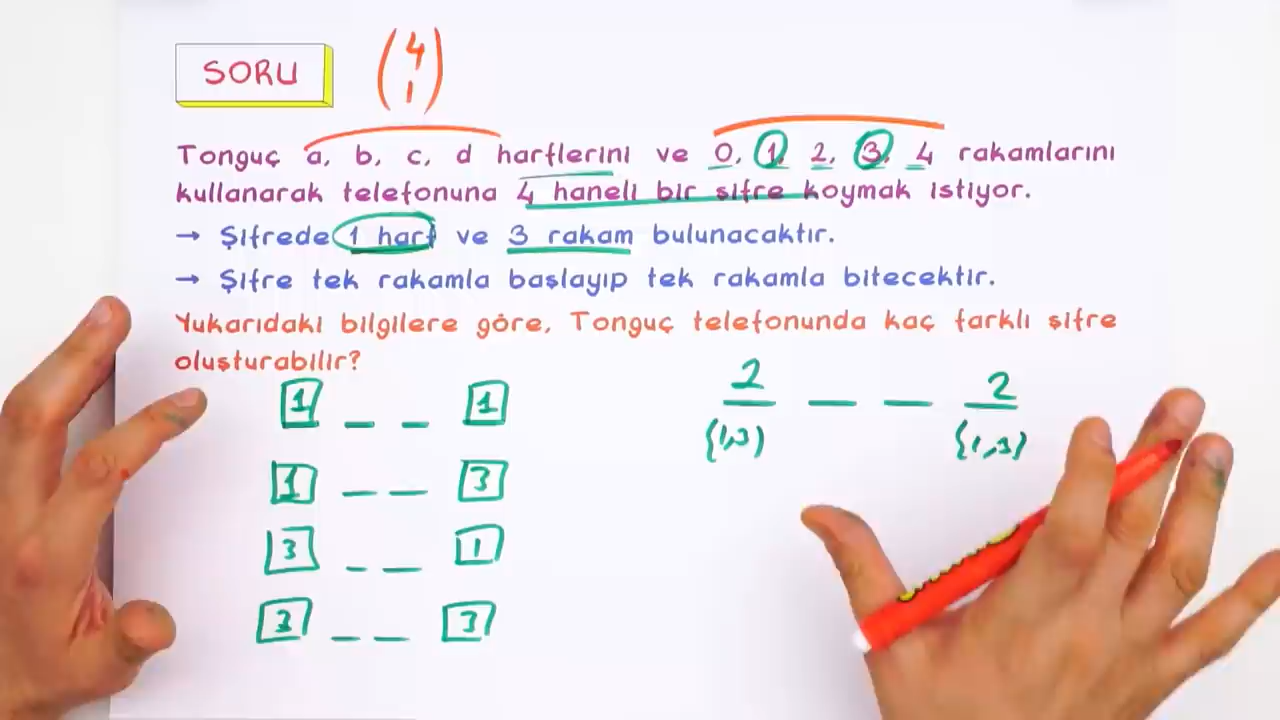 SORU
(4
1)
Tonguç a, b, c, d harflerini ve 0, 1, 2, 3, 4 rakamlarını
kullanarak telefonuna 4 haneli bir şifre koymak istiyor.
→ Şifrede 1 harf ve 3 rakam bulunacaktır.
→ Şifre tek rakamla başlayıp tek rakamla bitecektir.
Yukarıdaki bilgilere göre, Tonguç telefonunda kaç farklı şifre
oluşturabilir?
1 _ _ 1
1 _ _ 3
3 _ _ 1
3 _ _ 3
2 _ _ 2
{1,3} {1,3}